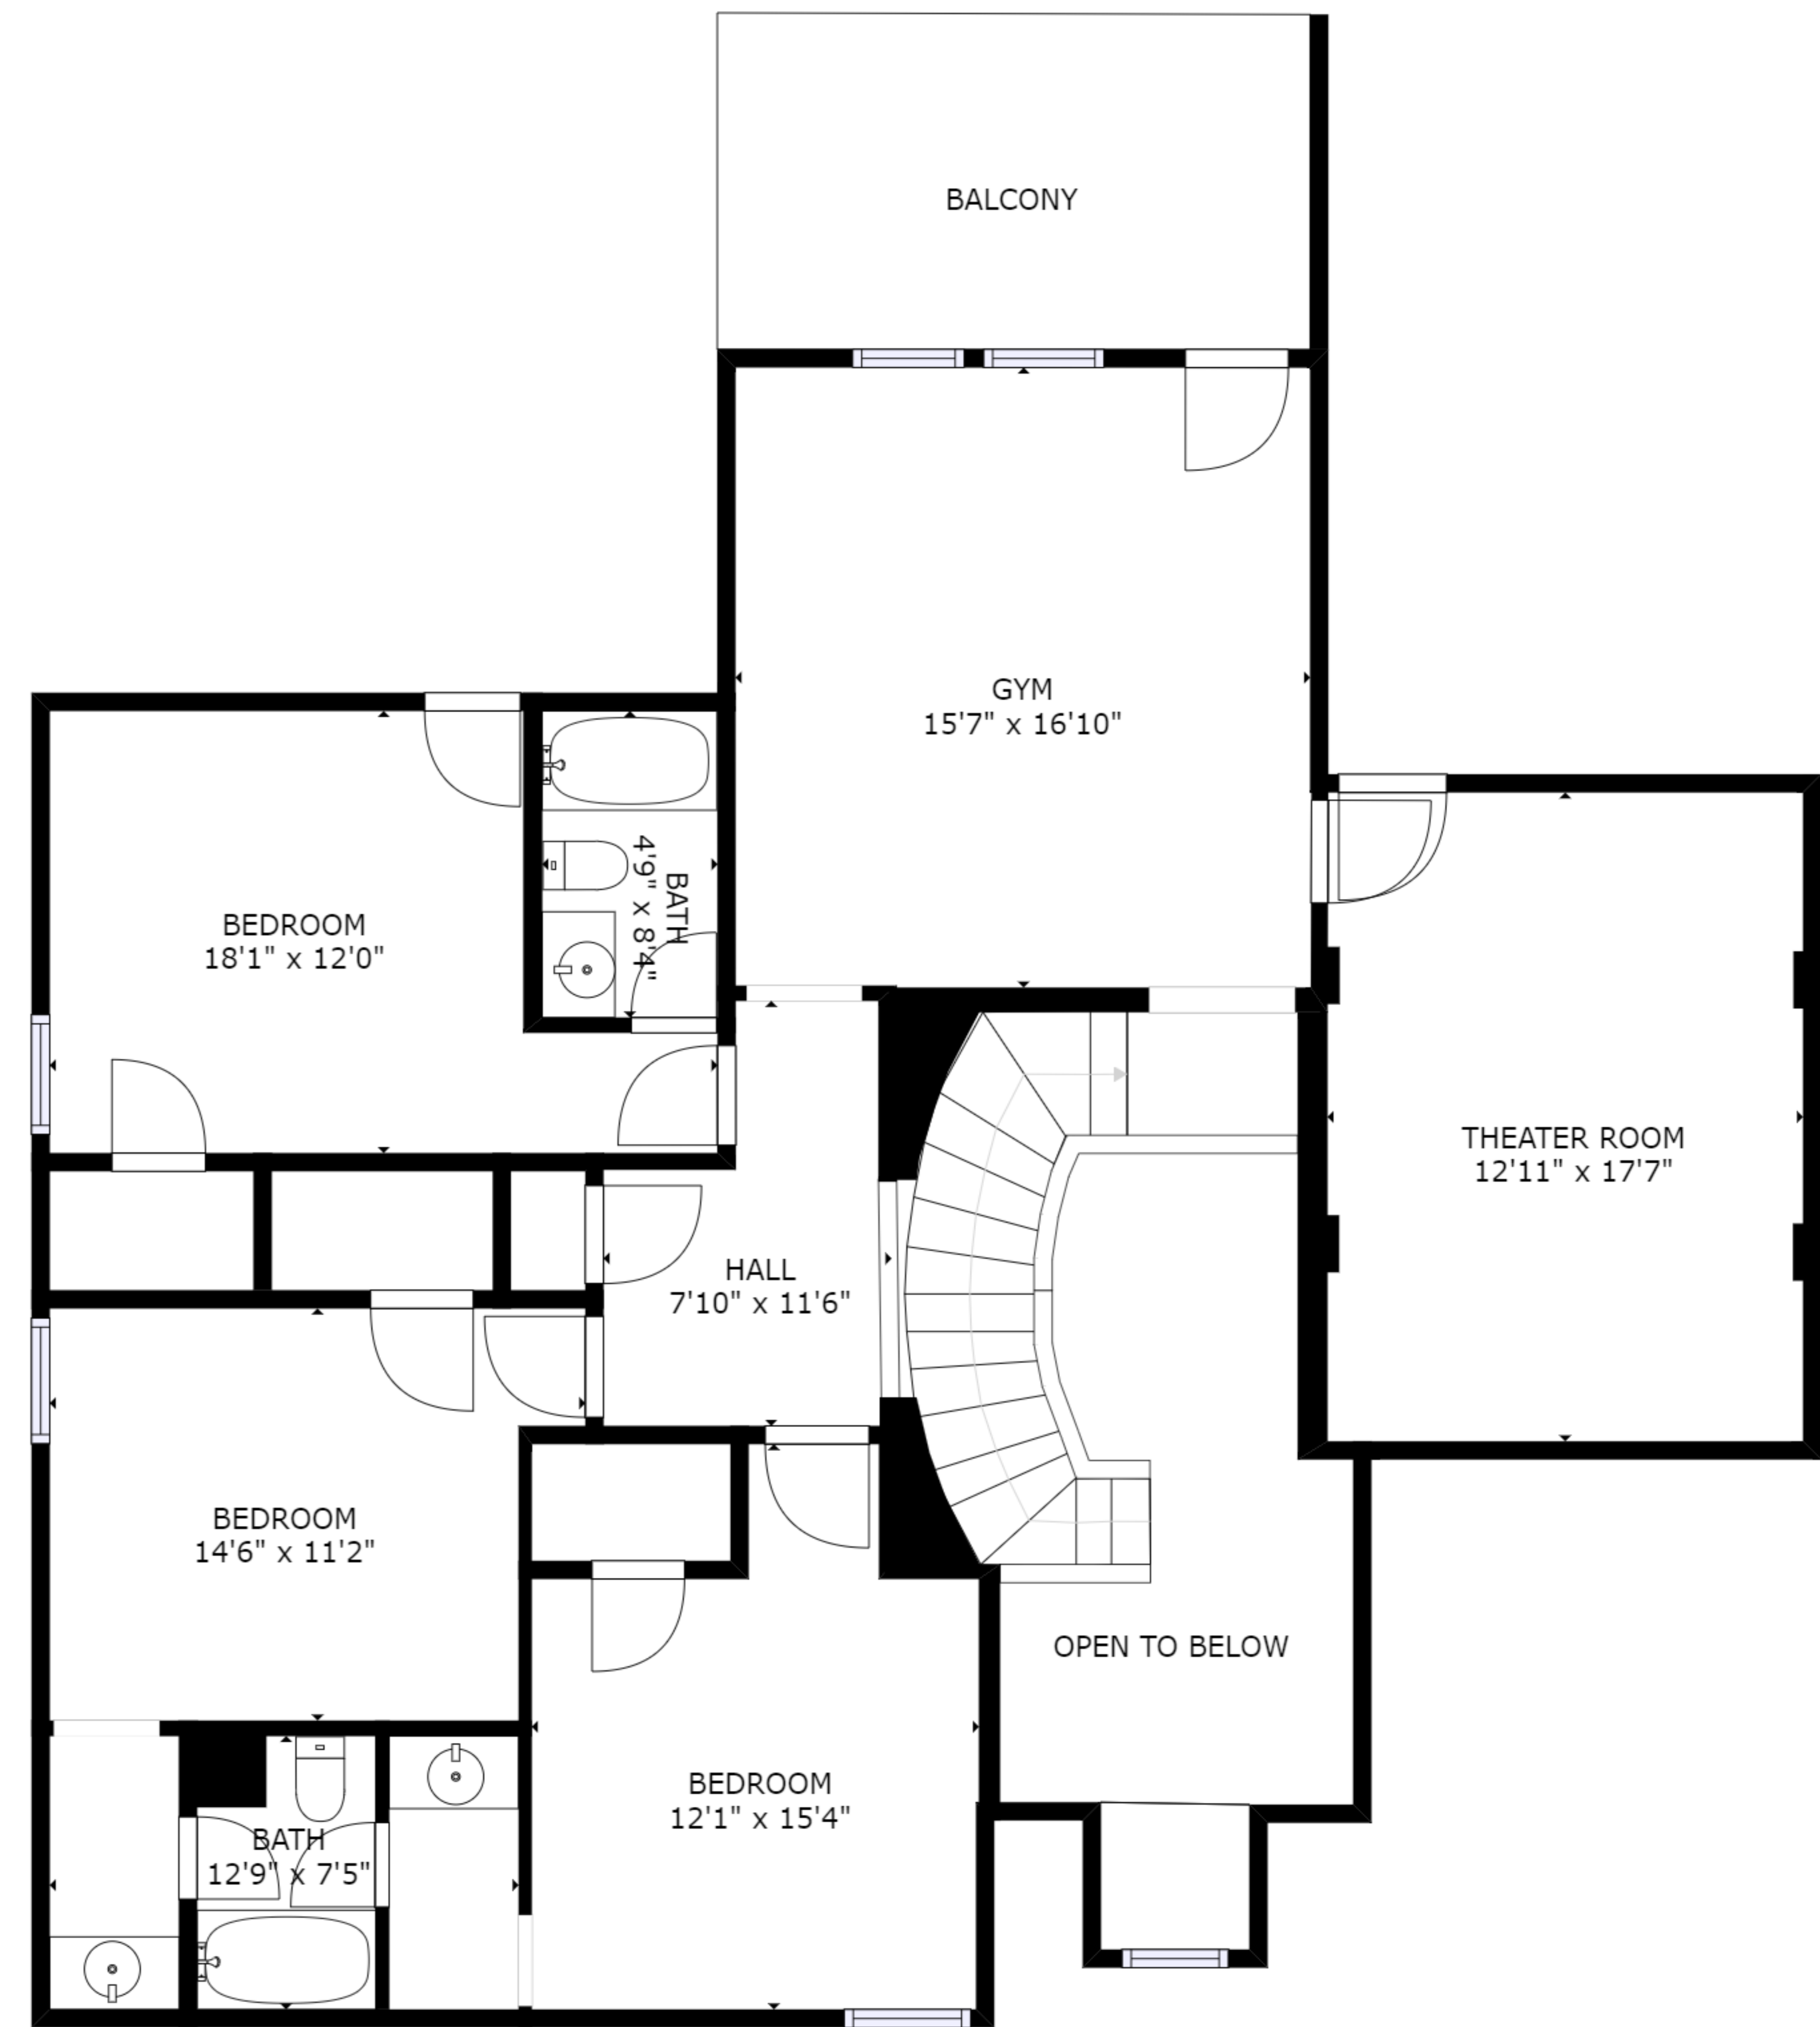 BALCONY
GYM
15'7" x 16'10"
BATH
4'9" x 8'4"
BEDROOM
18'1" x 12'0"
THEATER ROOM
12'11" x 17'7"
HALL
7'10" x 11'6"
BEDROOM
14'6" x 11'2"
OPEN TO BELOW
BEDROOM
12'1" x 15'4"
BATH
12'9" x 7'5"